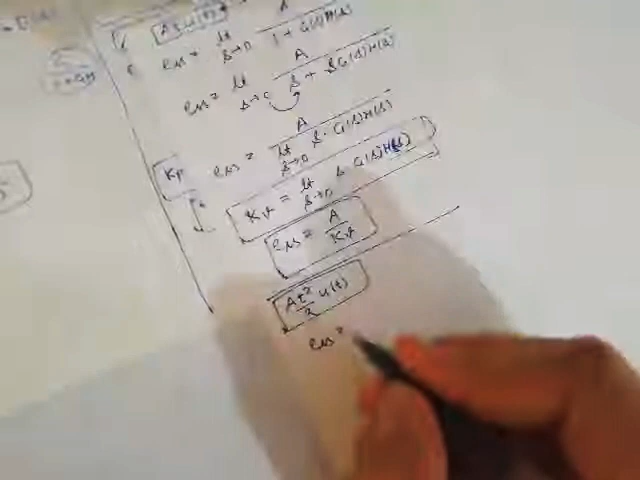 At u(t)
ess = lt s→0 A / 1 + G(s)H(s)
ess = lt s→0 A / s + sG(s)H(s)
ess = A / lt s→0 s·G(s)H(s)
Kv = lt s→0 s G(s)H(s)
ess = A / Kv
At²/2 u(t)
ess =